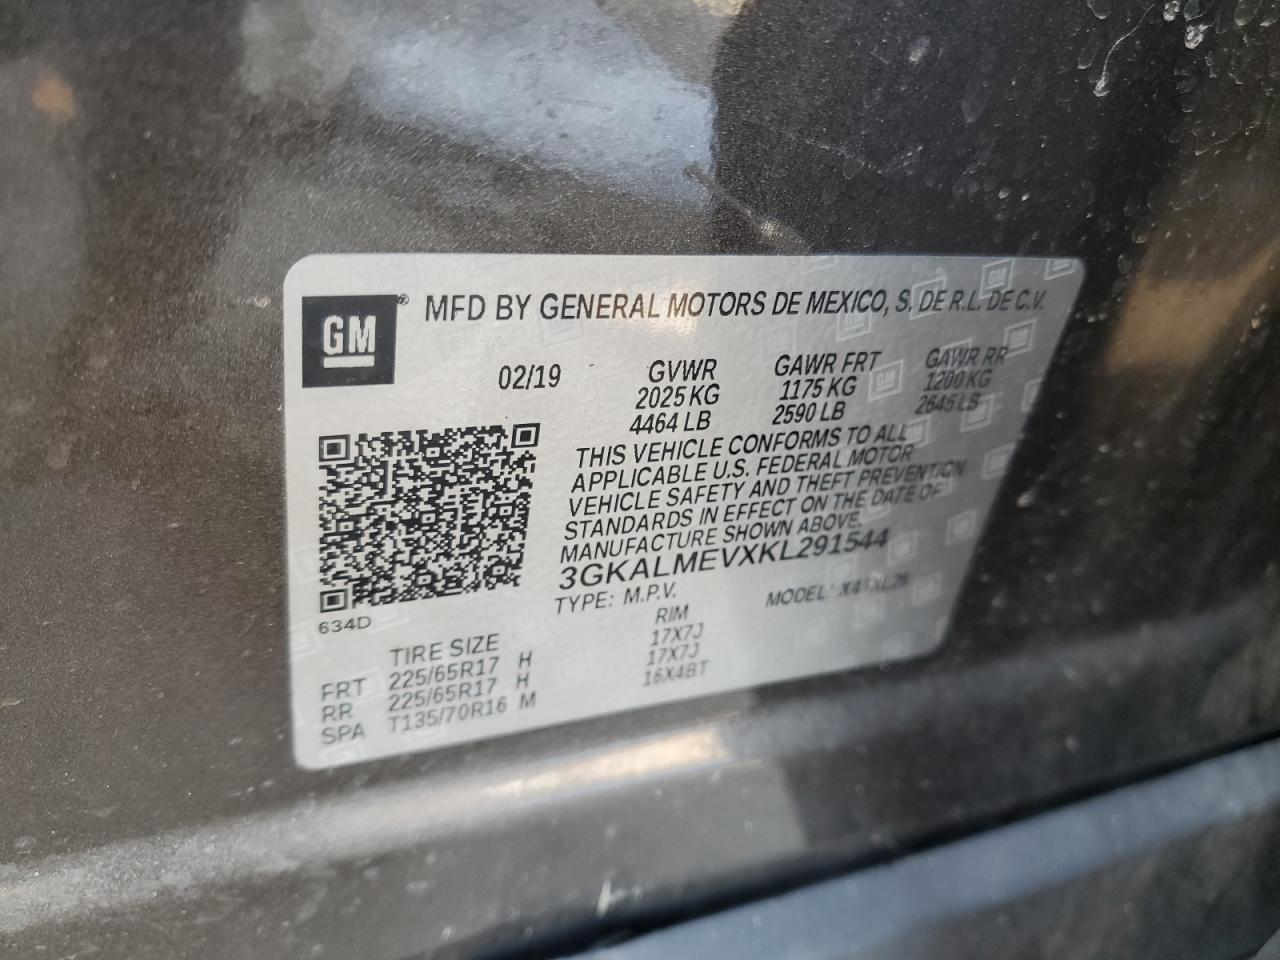 GM
MFD BY GENERAL MOTORS DE MEXICO, S. DE R.L. DE C.V.
02/19 GVWR GAWR FRT GAWR RR
2025 KG 1175 KG 1200 KG
4464 LB 2590 LB 2645 LB
THIS VEHICLE CONFORMS TO ALL
APPLICABLE U.S. FEDERAL MOTOR
VEHICLE SAFETY AND THEFT PREVENTION
STANDARDS IN EFFECT ON THE DATE OF
MANUFACTURE SHOWN ABOVE.
3GKALMEVXKL291544
TYPE: M.P.V. MODEL:
634D
TIRE SIZE RIM
FRT 225/65R17 H 17X7J
RR 225/65R17 H 17X7J
SPA T135/70R16 M 16X4BT